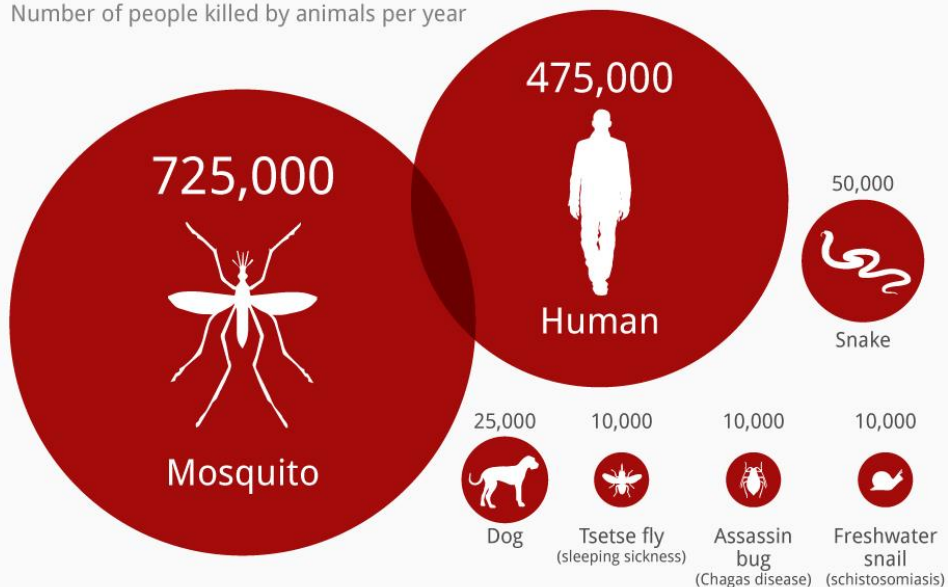 Number of people killed by animals per year
725,000
Mosquito
475,000
Human
50,000
Snake
25,000
Dog
10,000
Tsetse fly
(sleeping sickness)
10,000
Assassin
bug
(Chagas disease)
10,000
Freshwater
snail
(schistosomiasis)